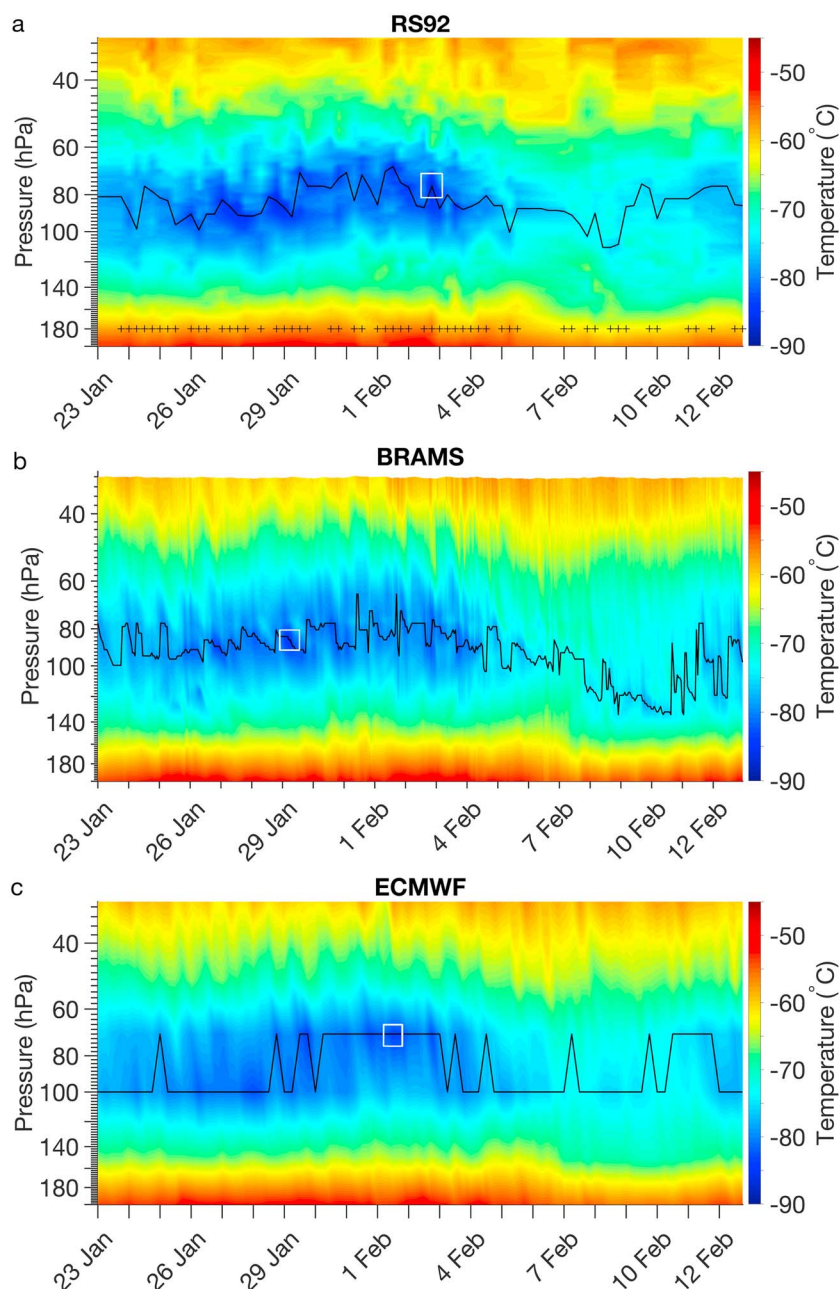 a
RS92
40
60
80
100
140
180
Pressure (hPa)
23 Jan
26 Jan
29 Jan
1 Feb
4 Feb
7 Feb
10 Feb
12 Feb
-50
-60
-70
-80
-90
Temperature (°C)
b
BRAMS
40
60
80
100
140
180
Pressure (hPa)
23 Jan
26 Jan
29 Jan
1 Feb
4 Feb
7 Feb
10 Feb
12 Feb
-50
-60
-70
-80
-90
Temperature (°C)
c
ECMWF
40
60
80
100
140
180
Pressure (hPa)
23 Jan
26 Jan
29 Jan
1 Feb
4 Feb
7 Feb
10 Feb
12 Feb
-50
-60
-70
-80
-90
Temperature (°C)